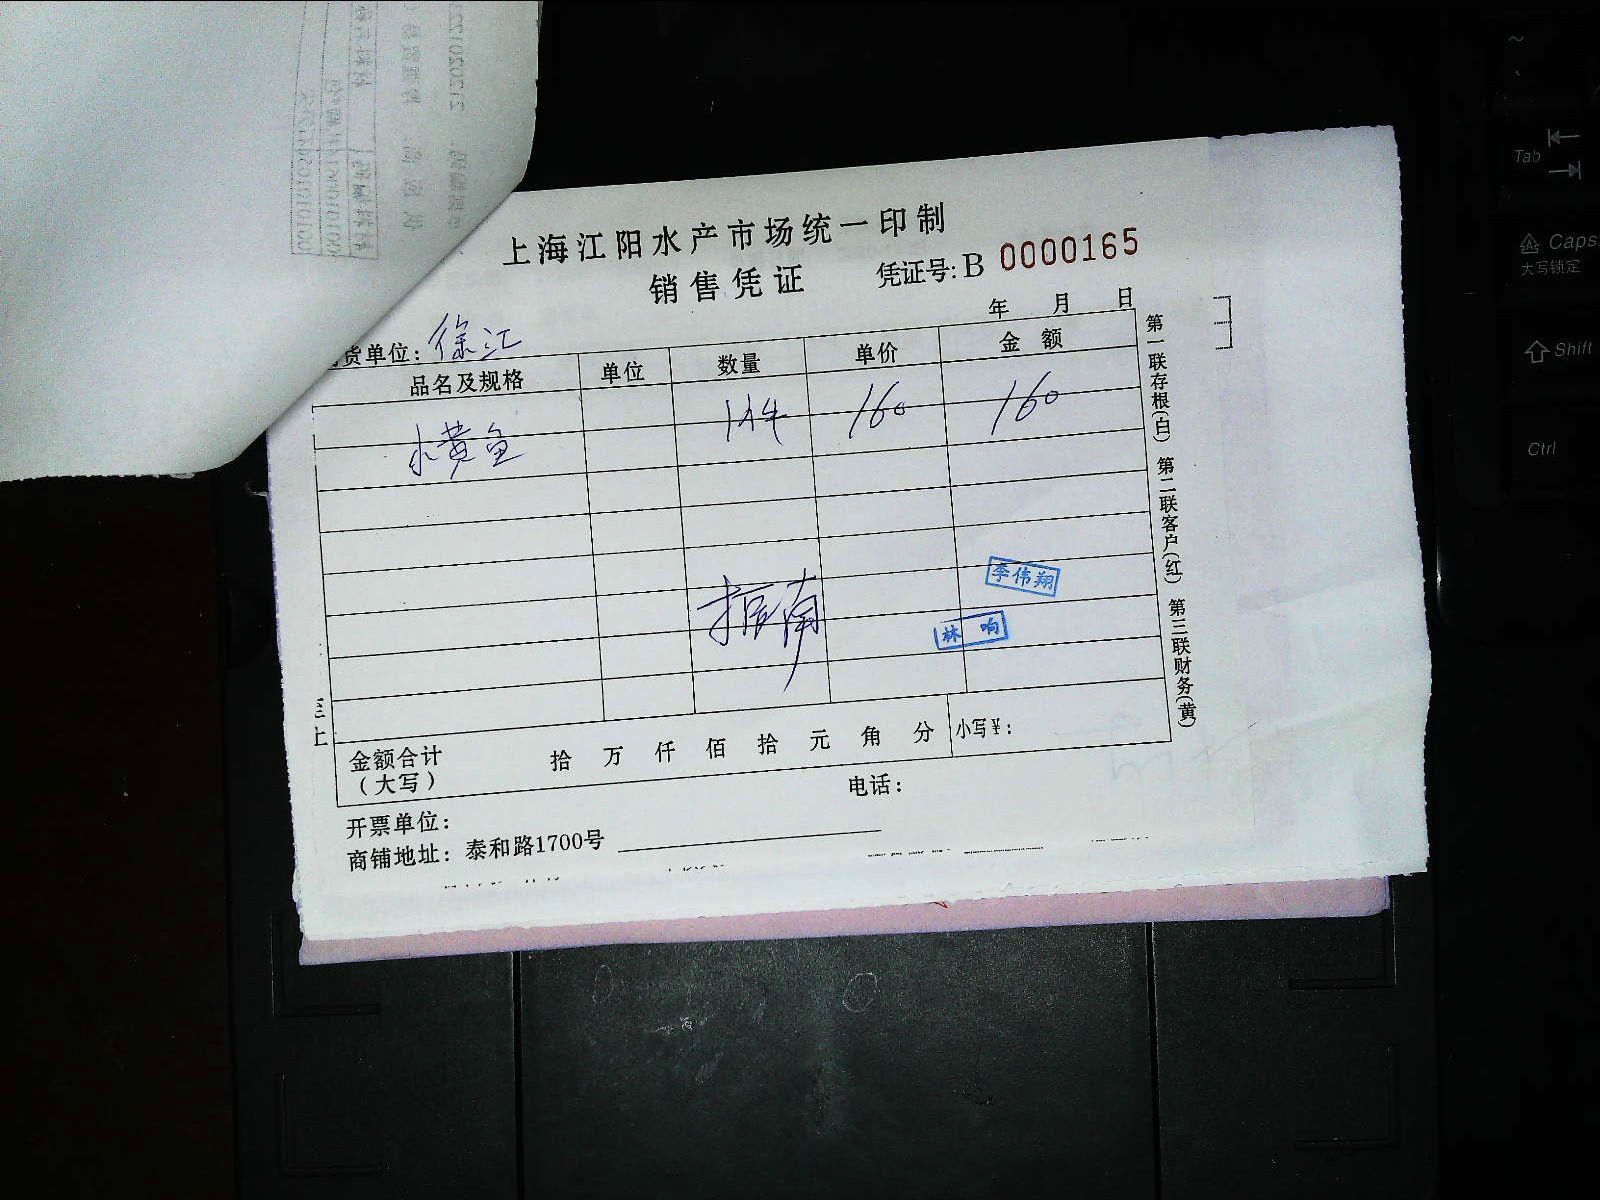 上海江阳水产市场统一印制
销售凭证 凭证号: B 0000165
年 月 日
货单位: 徐江
品名及规格 单位 数量 单价 金额
小黄鱼 1件 160 160
李伟翔
林响
金额合计(大写) 拾 万 仟 佰 拾 元 角 分 小写¥:
电话:
开票单位:
商铺地址: 泰和路1700号
第一联存根(白) 第二联客户(红) 第三联财务(黄)
~
Tab
Caps
大写锁定
Shift
Ctrl